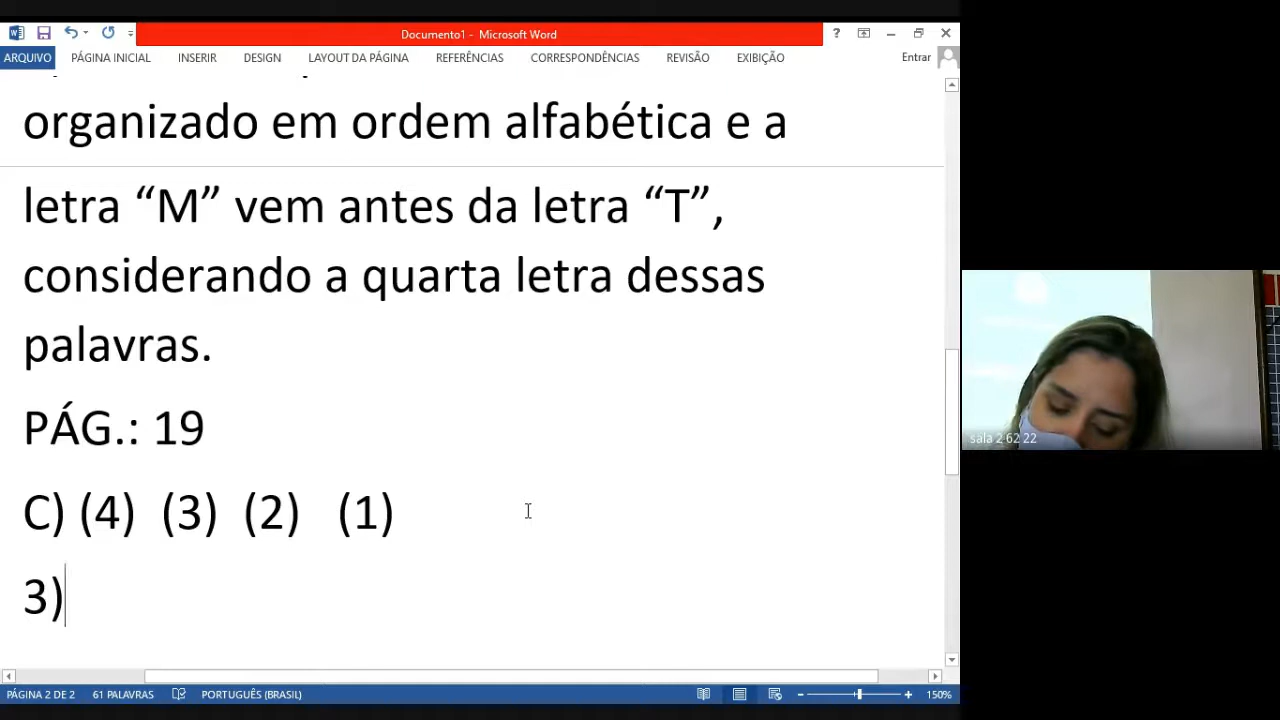 Documento1 - Microsoft Word
ARQUIVO PÁGINA INICIAL INSERIR DESIGN LAYOUT DA PÁGINA REFERÊNCIAS CORRESPONDÊNCIAS REVISÃO EXIBIÇÃO Entrar
organizado em ordem alfabética e a
letra “M” vem antes da letra “T”,
considerando a quarta letra dessas
palavras.
PÁG.: 19
C) (4) (3) (2) (1)
3)
sala 2 62 22
PÁGINA 2 DE 2 61 PALAVRAS PORTUGUÊS (BRASIL) 150%